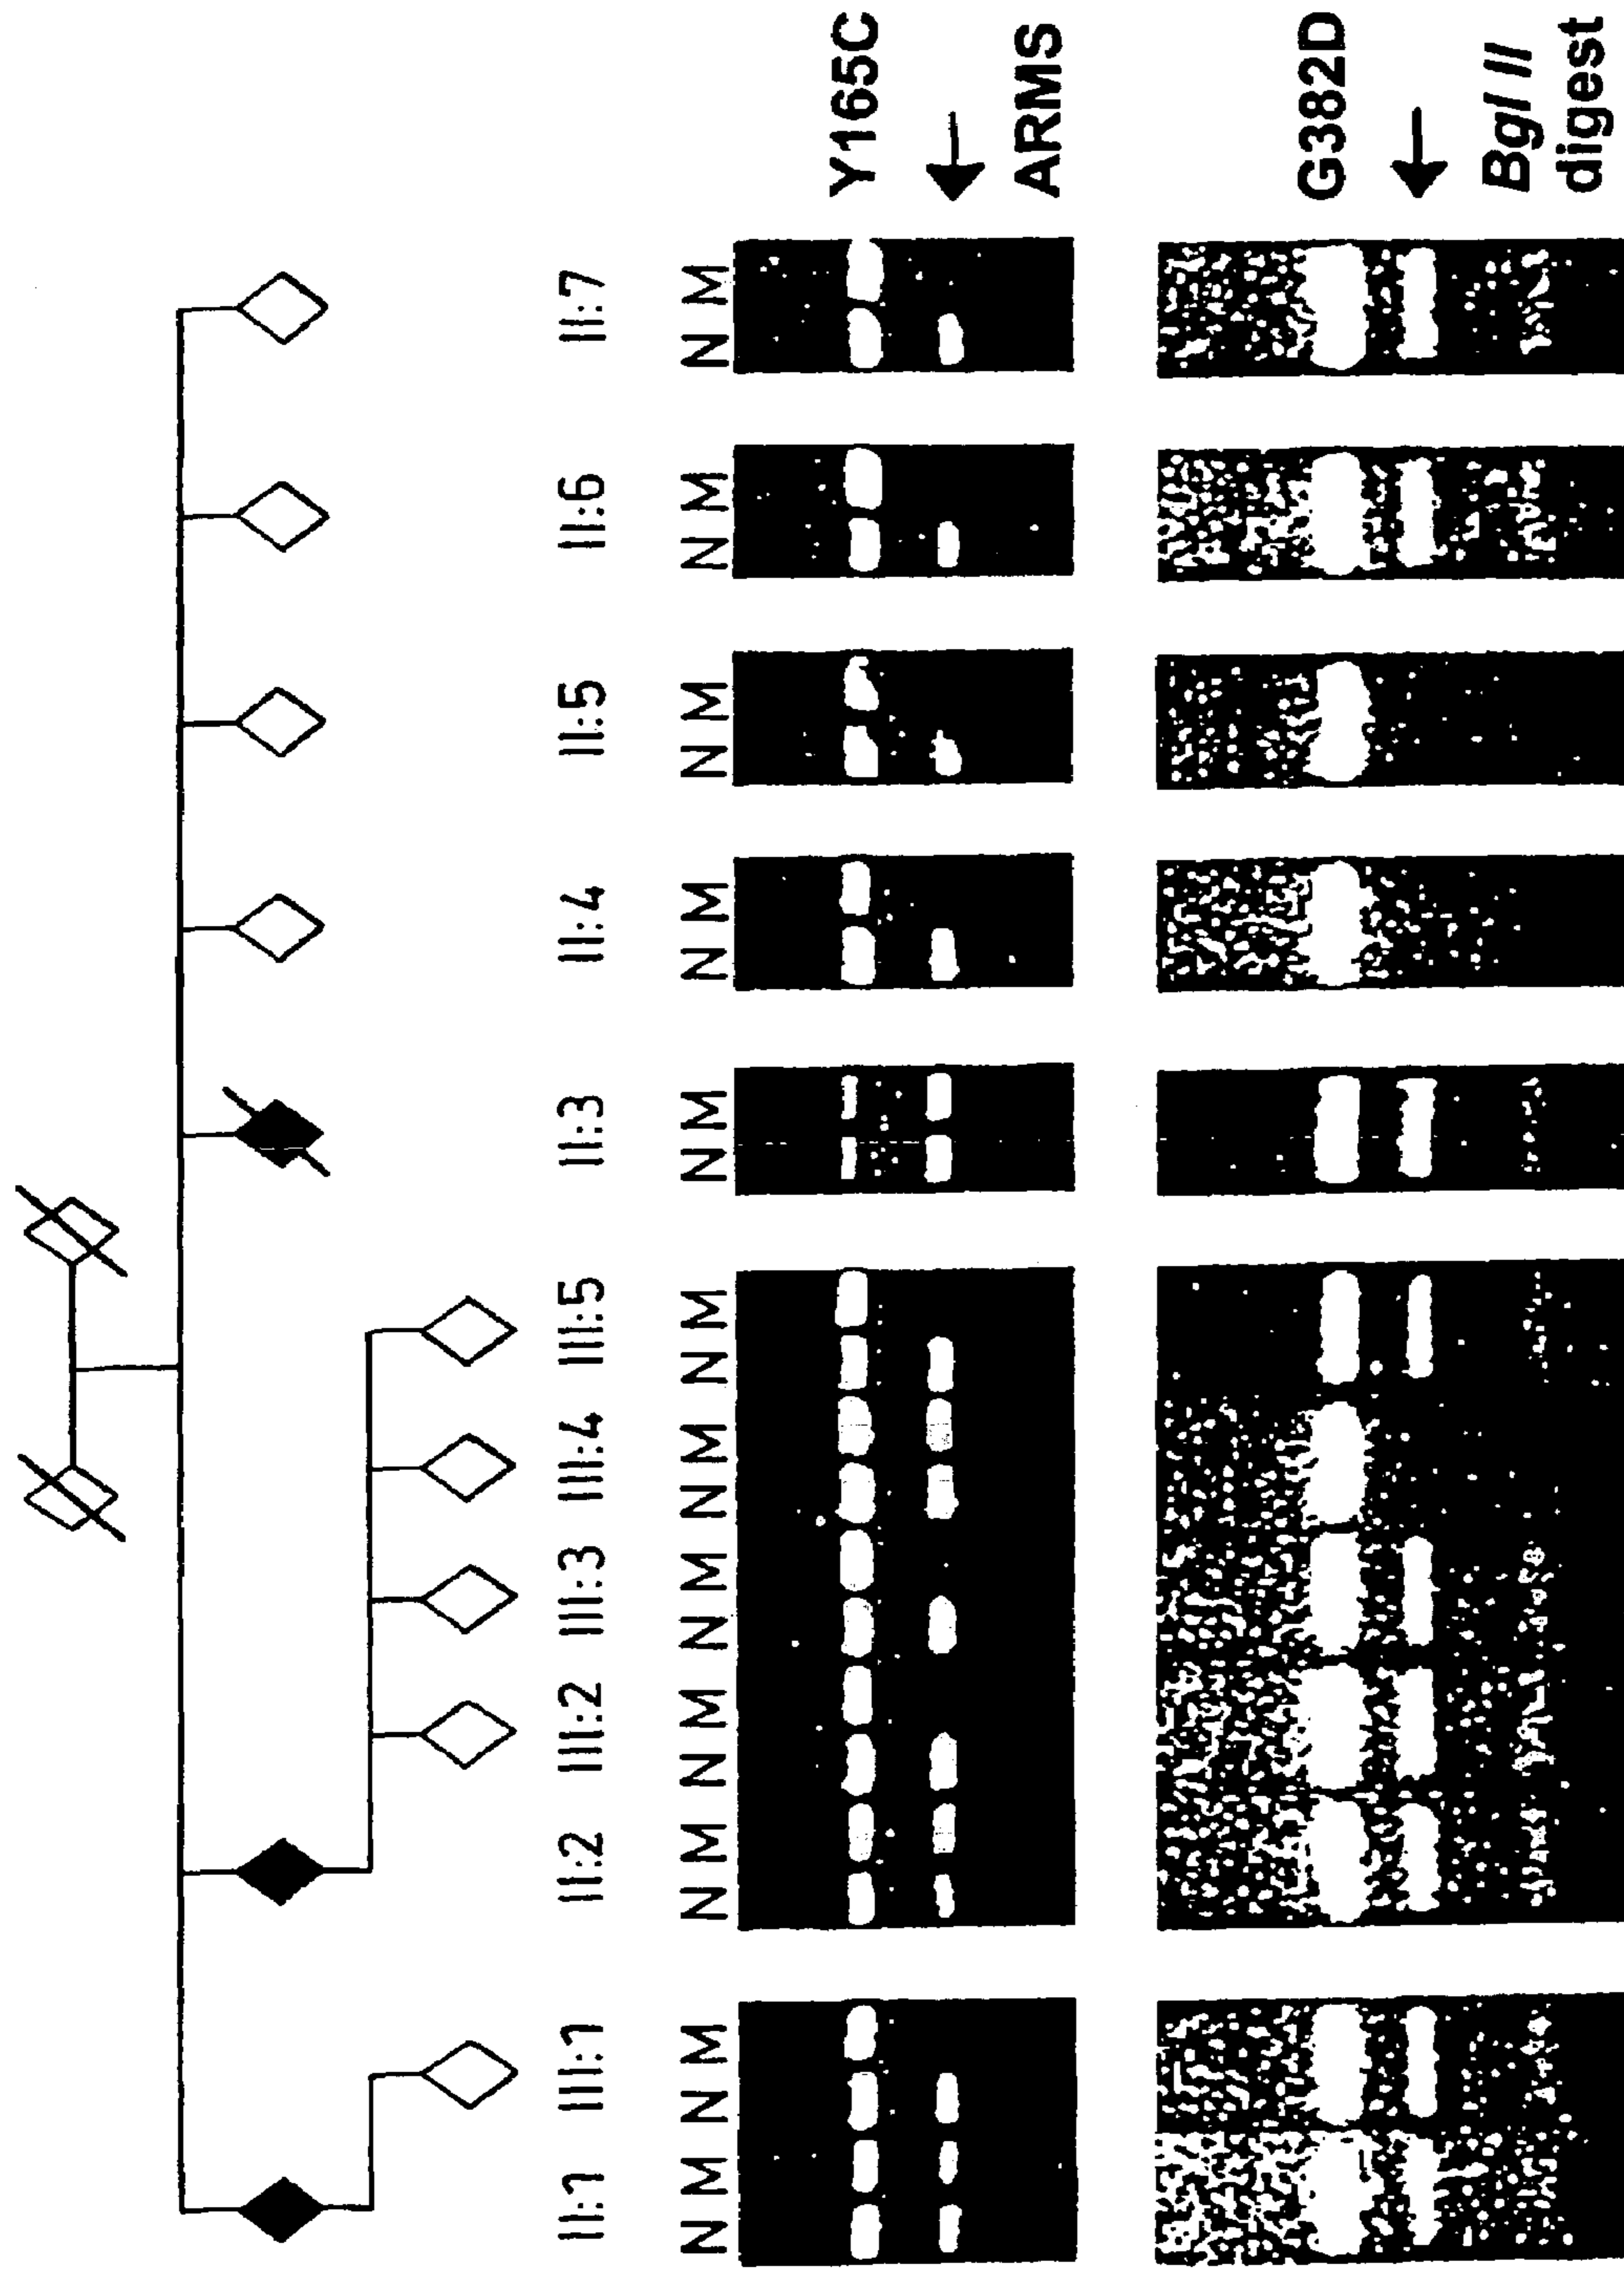 II:1 III:1 II:2 III:2 III:3 III:4 III:5 II:3 II:4 II:5 II:6 II:7
N M N M N M N M N M N M N M N M N M N M N M N M
Y165C
←
ARMS
G382D
←
Bgl II
digest